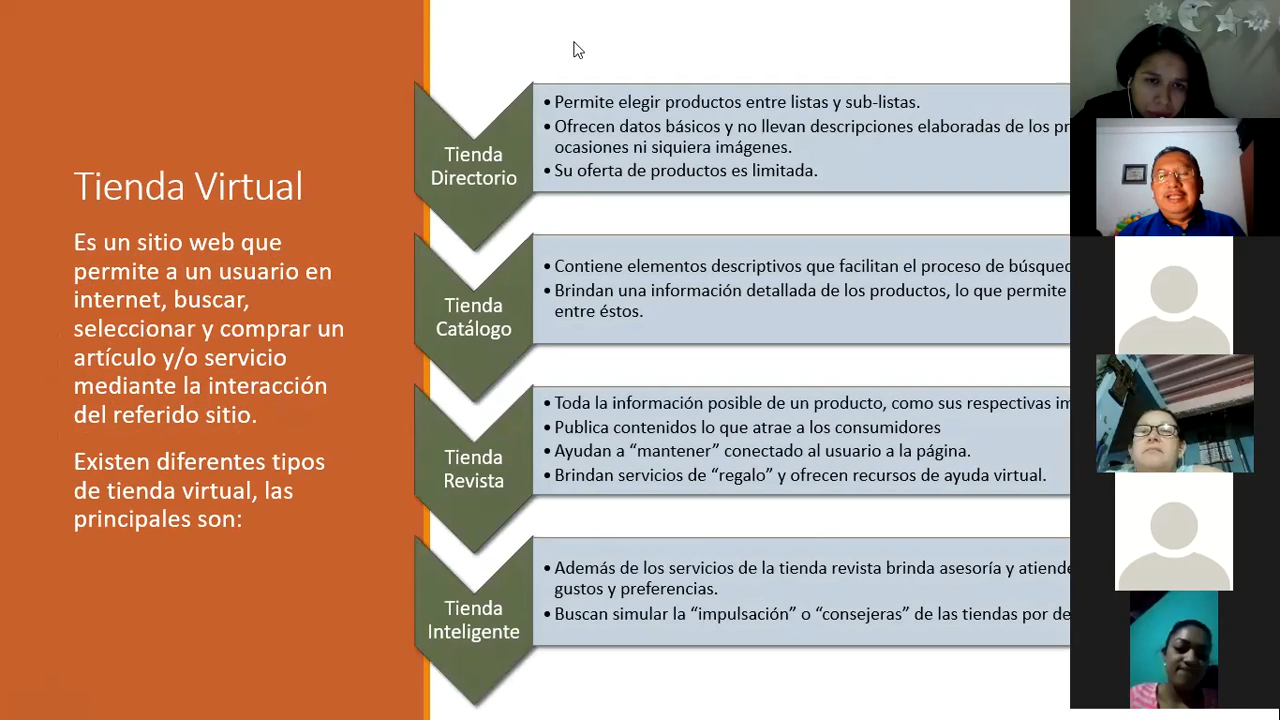 Tienda Virtual
Es un sitio web que
permite a un usuario en
internet, buscar,
seleccionar y comprar un
artículo y/o servicio
mediante la interacción
del referido sitio.
Existen diferentes tipos
de tienda virtual, las
principales son:
Tienda
Directorio
• Permite elegir productos entre listas y sub-listas.
• Ofrecen datos básicos y no llevan descripciones elaboradas de los
ocasiones ni siquiera imágenes.
• Su oferta de productos es limitada.
Tienda
Catálogo
• Contiene elementos descriptivos que facilitan el proceso de
• Brindan una información detallada de los productos, lo que permite
entre éstos.
Tienda
Revista
• Toda la información posible de un producto, como sus respectivas
• Publica contenidos lo que atrae a los consumidores
• Ayudan a “mantener” conectado al usuario a la página.
• Brindan servicios de “regalo” y ofrecen recursos de ayuda virtual.
Tienda
Inteligente
• Además de los servicios de la tienda revista brinda asesoría y
gustos y preferencias.
• Buscan simular la “impulsación” o “consejeras” de las tiendas por